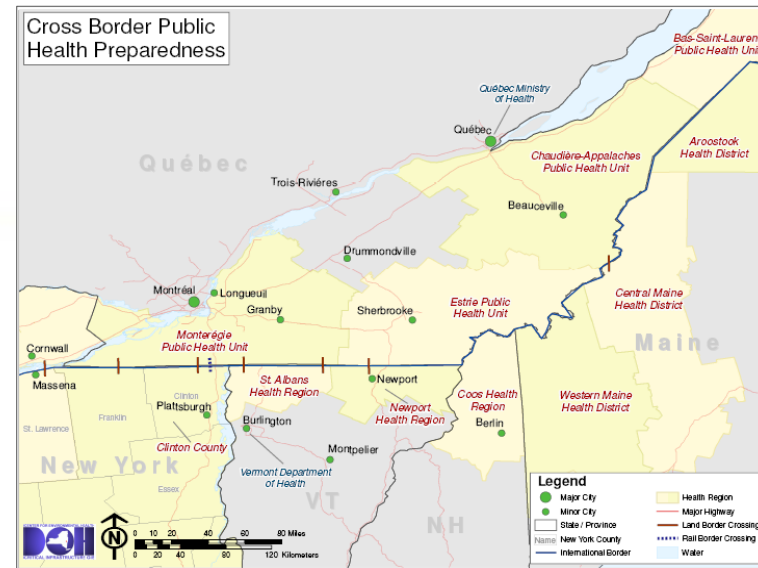 Cross Border Public
Health Preparedness
Bas-Saint-Laurent
Public Health Unit
Québec Ministry
of Health
Québec
Aroostook
Health District
Québec
Chaudière-Appalaches
Public Health Unit
Trois-Riviéres
Beauceville
Drummondville
Montréal
Longueuil
Granby
Sherbrooke
Estrie Public
Health Unit
Central Maine
Health District
Monterégie
Public Health Unit
Maine
Cornwall
Massena
St. Albans
Health Region
Newport
Coos Health
Region
Western Maine
Health District
Clinton
Plattsburgh
Franklin
St. Lawrence
Newport
Health Region
Burlington
Berlin
Clinton County
Montpelier
New York
Vermont Department
of Health
Essex
VT
NH
Legend
Major City
Minor City
State / Province
Name New York County
International Border
Health Region
Major Highway
Land Border Crossing
Rail Border Crossing
Water
DOH
N
0 10 20 40 60 80 Miles
0 20 40 80 120 Kilometers